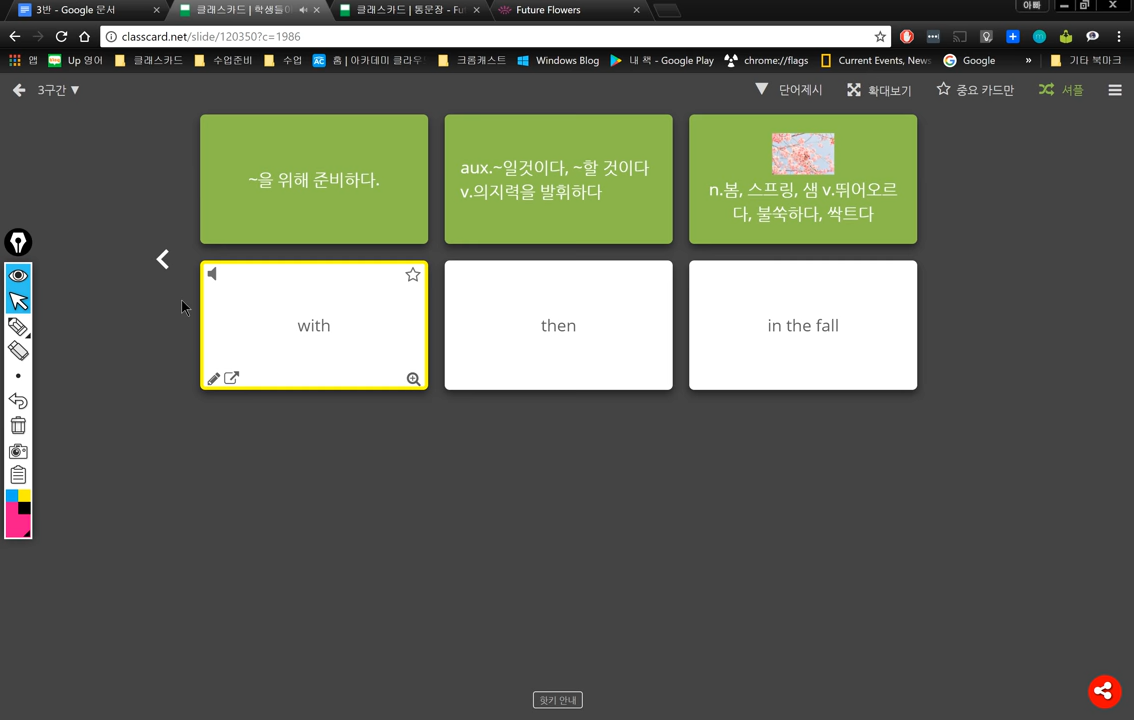 3반 - Google 문서
클래스카드 | 학생들이
클래스카드 | 통문장 - Fu
Future Flowers
아빠
classcard.net/slide/120350?c=1986
앱
Up 영어
클래스카드
수업준비
수업
AC
홈 | 아카데미 클라우
크롬캐스트
Windows Blog
내 책 - Google Play
chrome://flags
Current Events, News
Google
»
기타 북마크
3구간 ▼
단어제시
확대보기
중요 카드만
셔플
~을 위해 준비하다.
aux.~일것이다, ~할 것이다
v.의지력을 발휘하다
n.봄, 스프링, 샘 v.뛰어오르
다, 불쑥하다, 싹트다
with
then
in the fall
핫키 안내